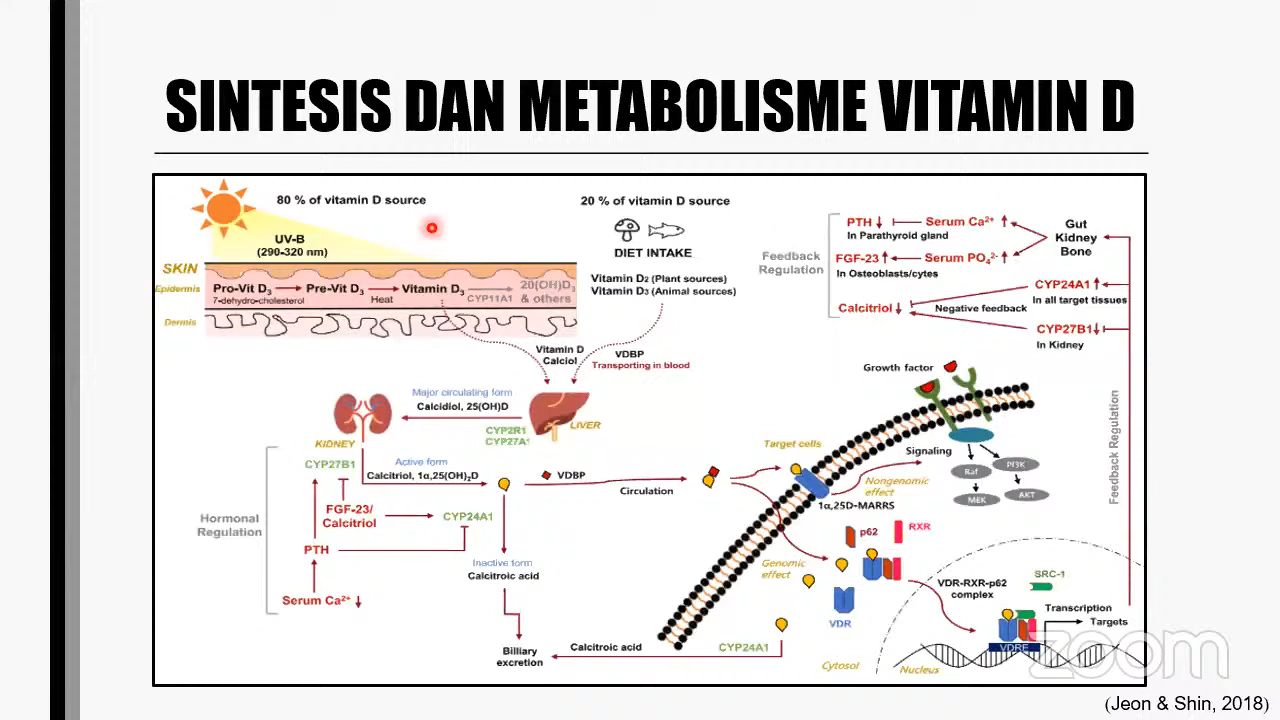 SINTESIS DAN METABOLISME VITAMIN D
80 % of vitamin D source
UV-B
(290-320 nm)
SKIN
Epidermis
Pro-Vit D3
7-dehydro-cholesterol
Pre-Vit D3
Heat
Vitamin D3
CYP11A1
20(OH)D3
& others
Dermis
20 % of vitamin D source
DIET INTAKE
Vitamin D2 (Plant sources)
Vitamin D3 (Animal sources)
Vitamin D
Calciol
VDBP
Transporting in blood
Feedback
Regulation
PTH
In Parathyroid gland
Serum Ca2+
FGF-23
In Osteoblasts/cytes
Serum PO42-
Gut
Kidney
Bone
Calcitriol
Negative feedback
CYP24A1
In all target tissues
CYP27B1
In Kidney
Feedback Regulation
Major circulating form
Calcidiol, 25(OH)D
CYP2R1
CYP27A1
LIVER
KIDNEY
CYP27B1
Active form
Calcitriol, 1α,25(OH)2D
VDBP
Circulation
Hormonal
Regulation
FGF-23/
Calcitriol
CYP24A1
PTH
Serum Ca2+
Inactive form
Calcitroic acid
Billiary
excretion
Calcitroic acid
CYP24A1
Target cells
Growth factor
Signaling
Raf
PI3K
MEK
AKT
Nongenomic
effect
1α,25D-MARRS
p62
RXR
Genomic
effect
VDR
VDR-RXR-p62
complex
SRC-1
Transcription
Targets
VDRE
Cytosol
Nucleus
zoom
(Jeon & Shin, 2018)